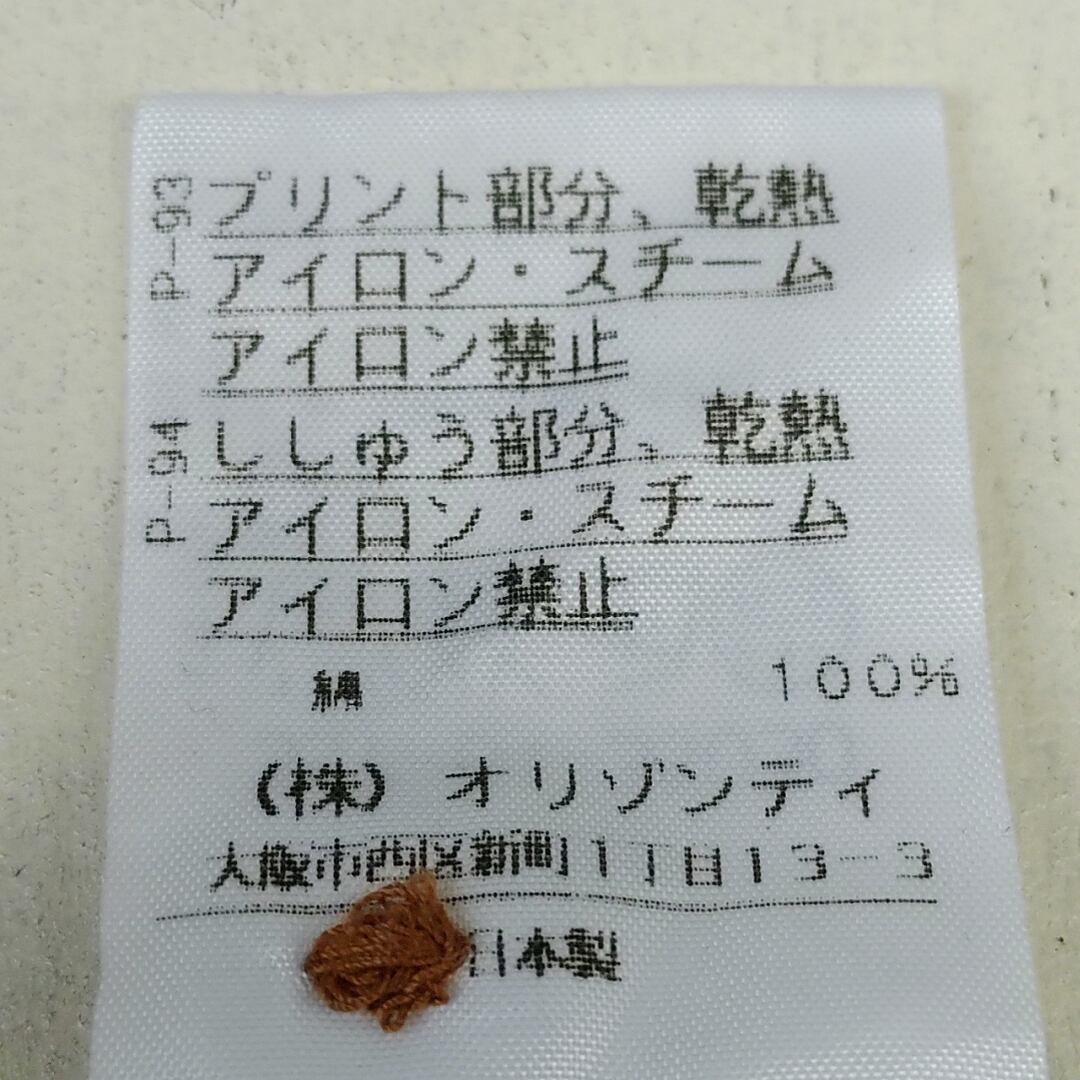 P-93
プリント部分、乾熱
アイロン・スチーム
アイロン禁止
P-94
ししゅう部分、乾熱
アイロン・スチーム
アイロン禁止
綿 100%
(株) オリゾンティ
大阪市西区新町1丁目13-3
日本製